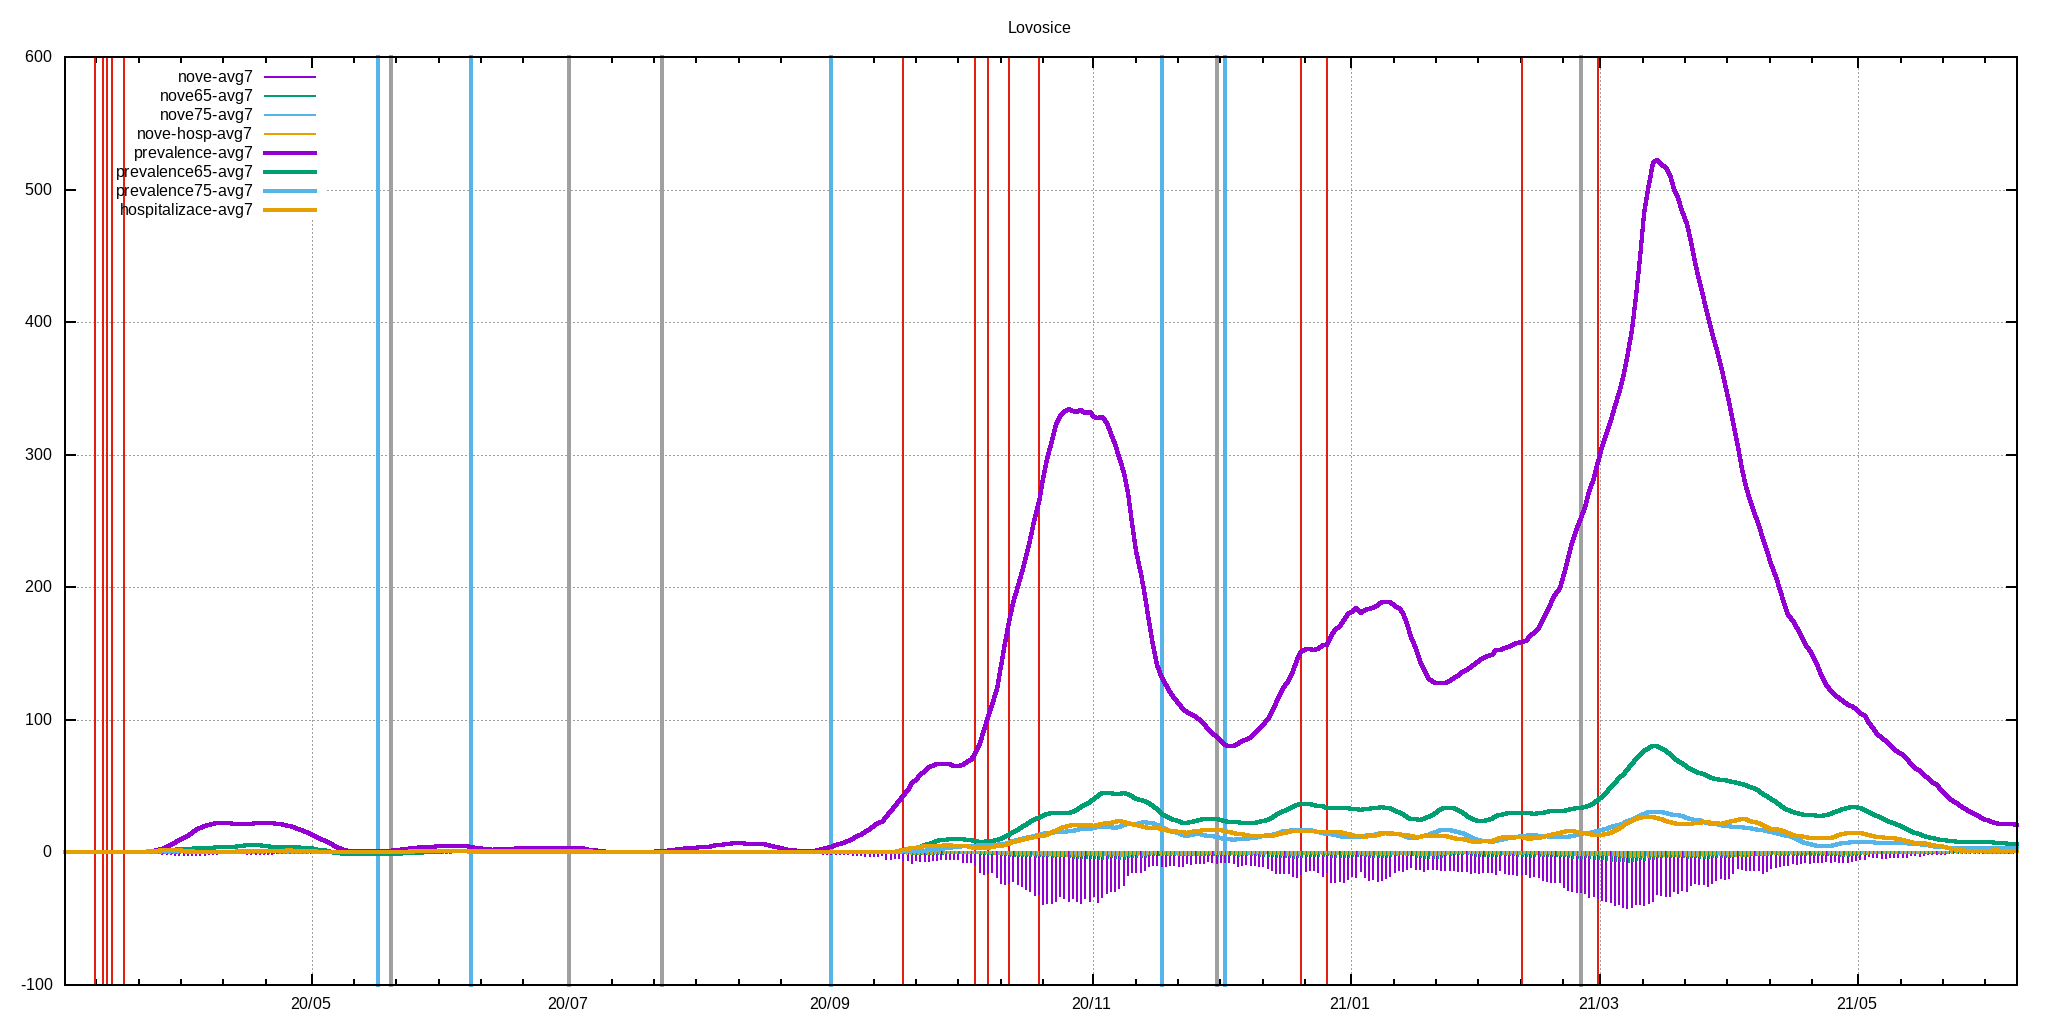 Lovosice
600
500
400
300
200
100
0
-100
nove-avg7
nove65-avg7
nove75-avg7
nove-hosp-avg7
prevalence-avg7
prevalence65-avg7
prevalence75-avg7
hospitalizace-avg7
20/05 20/07 20/09 20/11 21/01 21/03 21/05